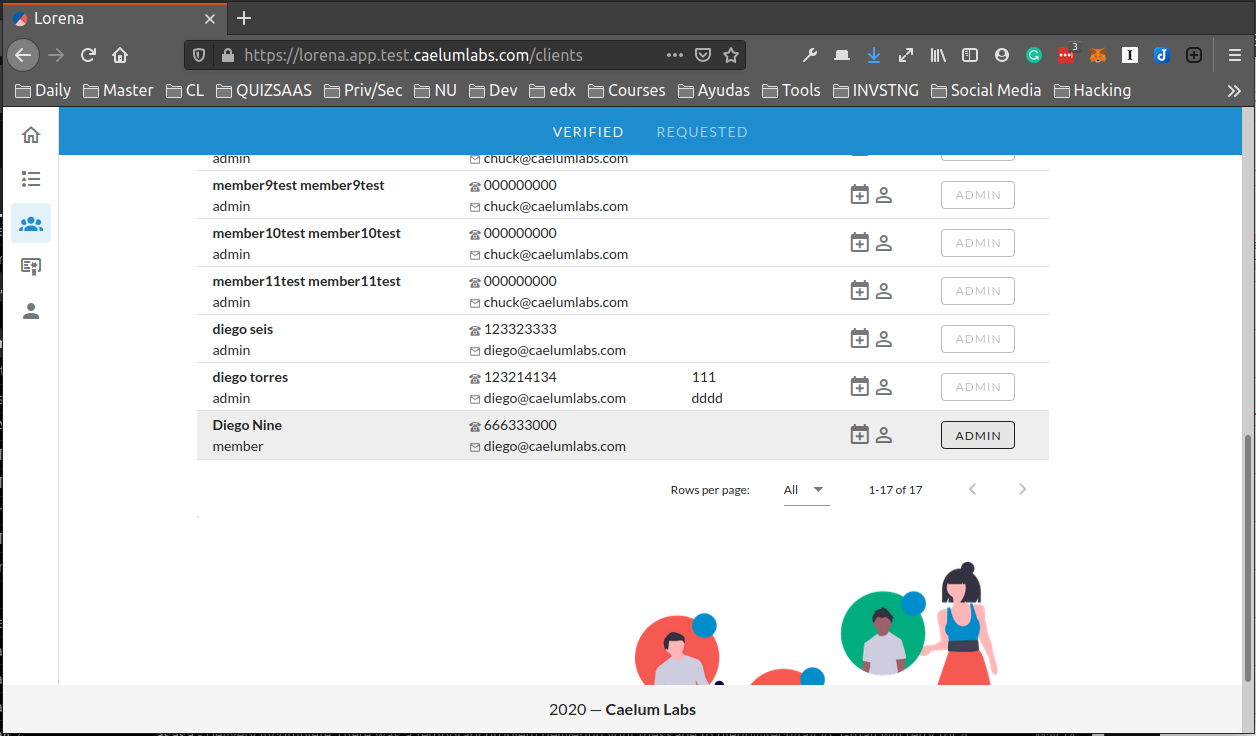 Lorena
https://lorena.app.test.caelumlabs.com/clients
3
Daily Master CL QUIZSAAS Priv/Sec NU Dev edx Courses Ayudas Tools INVSTNG Social Media Hacking
VERIFIED REQUESTED
admin chuck@caelumlabs.com
member9test member9test 000000000
admin chuck@caelumlabs.com ADMIN
member10test member10test 000000000
admin chuck@caelumlabs.com ADMIN
member11test member11test 000000000
admin chuck@caelumlabs.com ADMIN
diego seis 123323333
admin diego@caelumlabs.com ADMIN
diego torres 123214134 111
admin diego@caelumlabs.com dddd ADMIN
Diego Nine 666333000
member diego@caelumlabs.com ADMIN
Rows per page: All 1-17 of 17
2020 — Caelum Labs